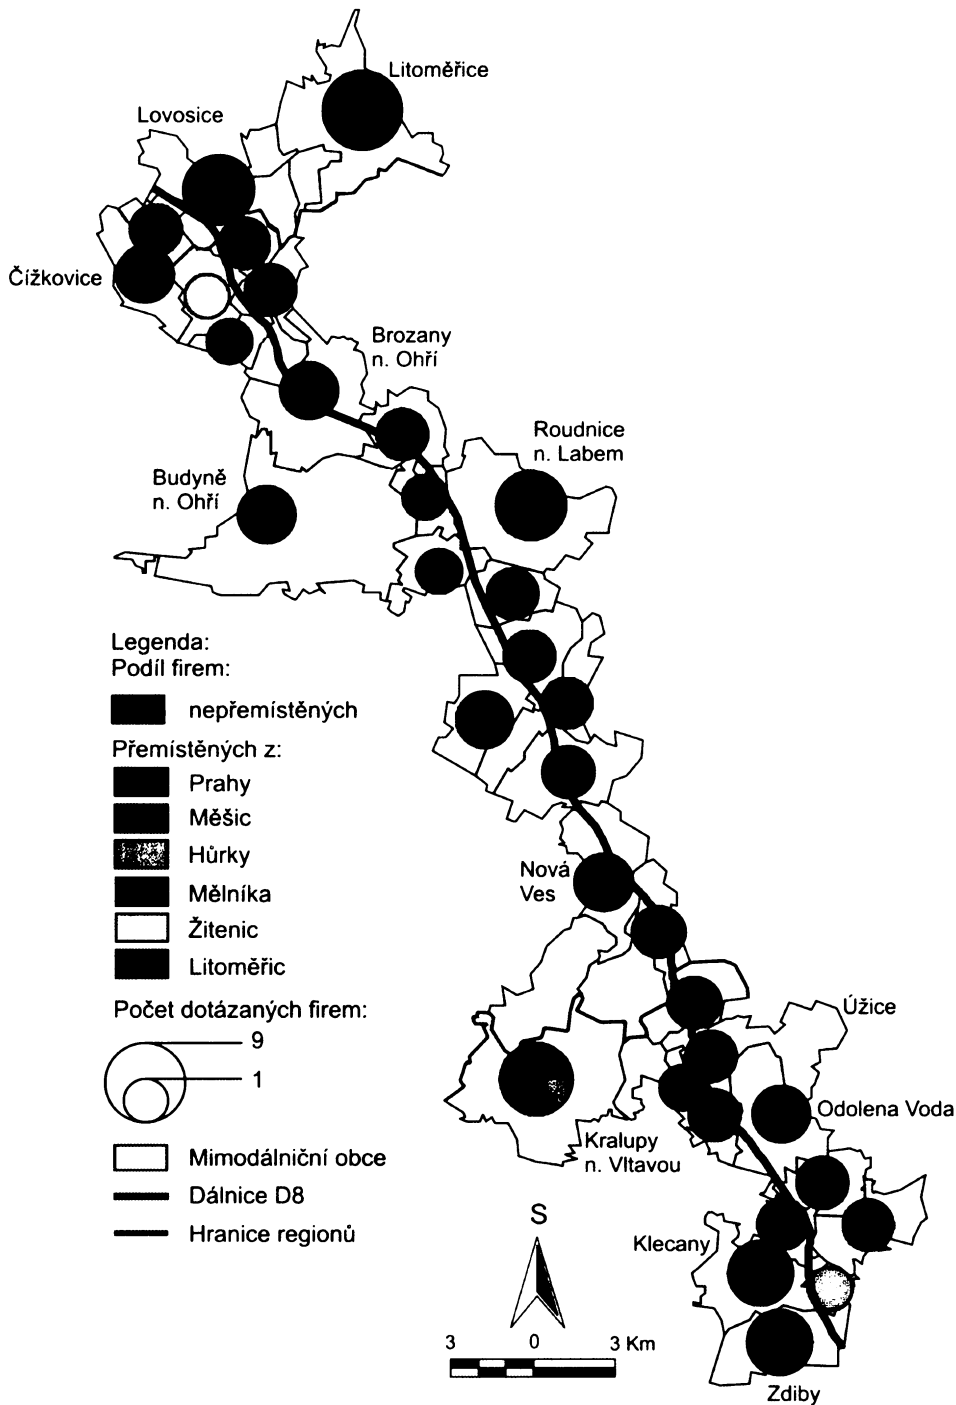 Litoměřice
Lovosice
Čížkovice
Brozany
n. Ohří
Roudnice
n. Labem
Budyně
n. Ohří
Legenda:
Podíl firem:
nepřemístěných
Přemístěných z:
Prahy
Měšic
Hůrky
Mělníka
Žitenic
Litoměřic
Počet dotázaných firem:
9
1
Mimodálniční obce
Dálnice D8
Hranice regionů
Nová
Ves
Úžice
Odolena Voda
Kralupy
n. Vltavou
S
Klecany
3 0 3 Km
Zdiby